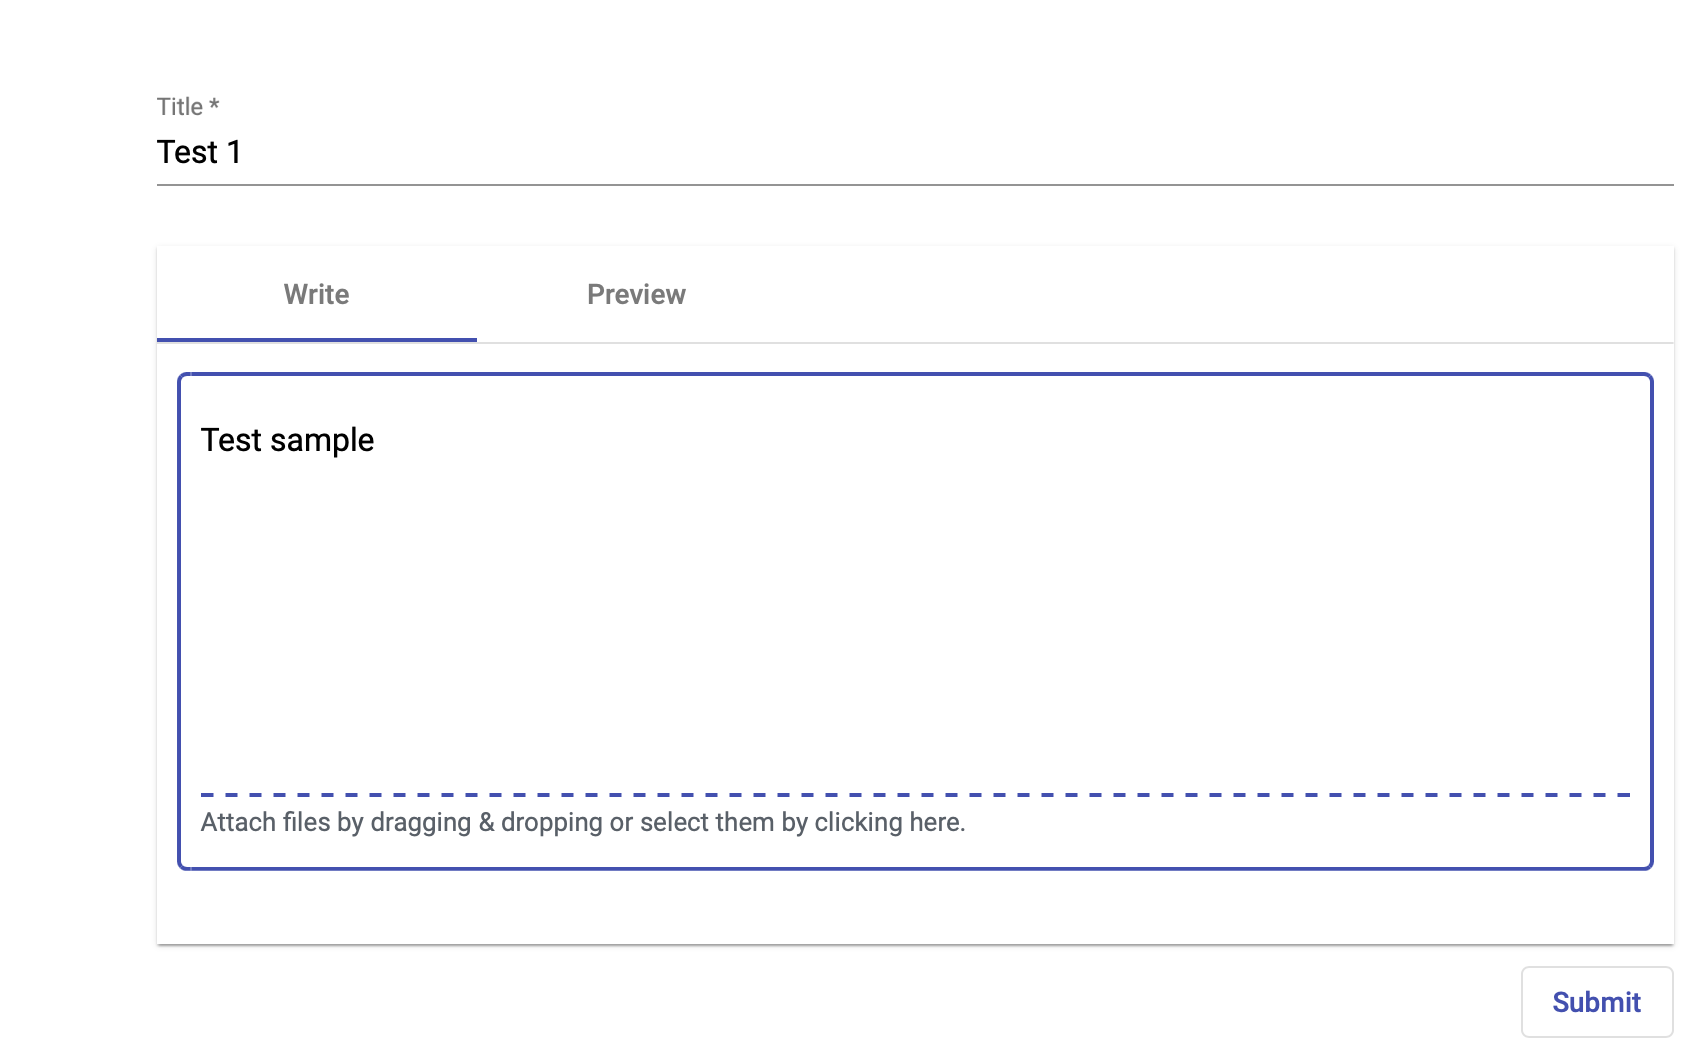 Title *
Test 1
Write Preview
Test sample
Attach files by dragging & dropping or select them by clicking here.
Submit